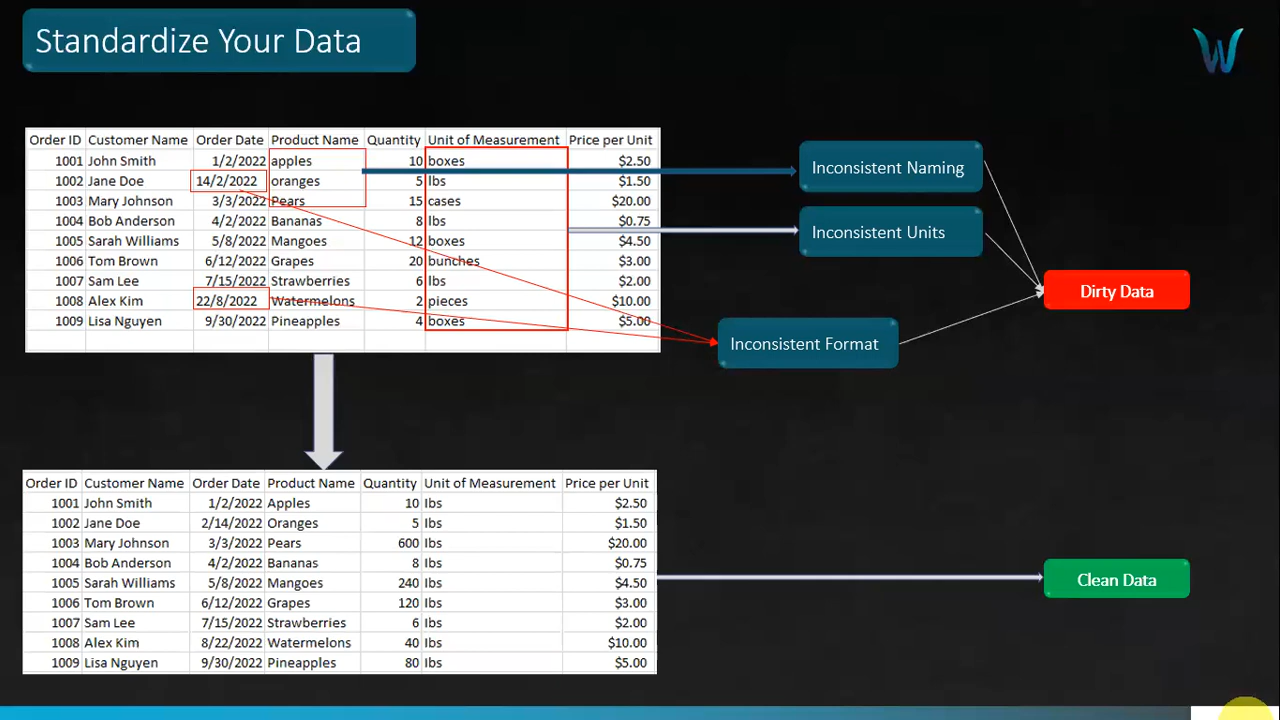 Standardize Your Data
W
Order ID Customer Name Order Date Product Name Quantity Unit of Measurement Price per Unit
1001 John Smith 1/2/2022 apples 10 boxes $2.50
1002 Jane Doe 14/2/2022 oranges 5 lbs $1.50
1003 Mary Johnson 3/3/2022 Pears 15 cases $20.00
1004 Bob Anderson 4/2/2022 Bananas 8 lbs $0.75
1005 Sarah Williams 5/8/2022 Mangoes 12 boxes $4.50
1006 Tom Brown 6/12/2022 Grapes 20 bunches $3.00
1007 Sam Lee 7/15/2022 Strawberries 6 lbs $2.00
1008 Alex Kim 22/8/2022 Watermelons 2 pieces $10.00
1009 Lisa Nguyen 9/30/2022 Pineapples 4 boxes $5.00
Inconsistent Naming
Inconsistent Units
Dirty Data
Inconsistent Format
Order ID Customer Name Order Date Product Name Quantity Unit of Measurement Price per Unit
1001 John Smith 1/2/2022 Apples 10 lbs $2.50
1002 Jane Doe 2/14/2022 Oranges 5 lbs $1.50
1003 Mary Johnson 3/3/2022 Pears 600 lbs $20.00
1004 Bob Anderson 4/2/2022 Bananas 8 lbs $0.75
1005 Sarah Williams 5/8/2022 Mangoes 240 lbs $4.50
1006 Tom Brown 6/12/2022 Grapes 120 lbs $3.00
1007 Sam Lee 7/15/2022 Strawberries 6 lbs $2.00
1008 Alex Kim 8/22/2022 Watermelons 40 lbs $10.00
1009 Lisa Nguyen 9/30/2022 Pineapples 80 lbs $5.00
Clean Data